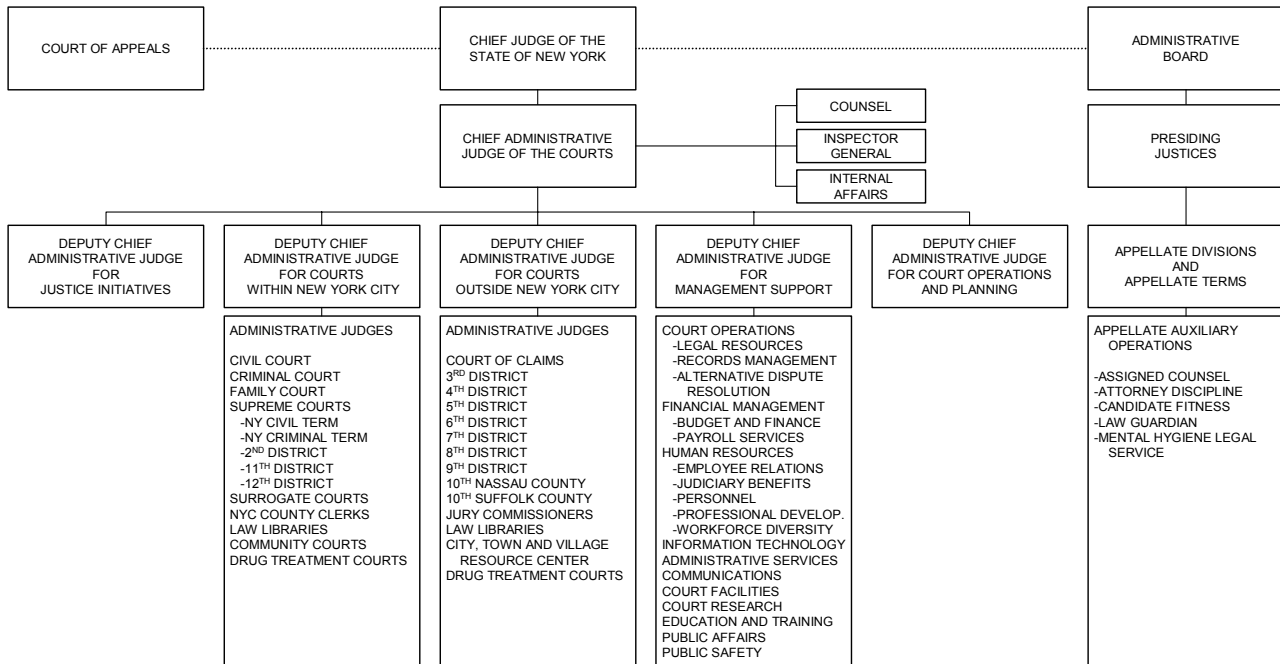 COURT OF APPEALS
CHIEF JUDGE OF THE
STATE OF NEW YORK
ADMINISTRATIVE
BOARD
CHIEF ADMINISTRATIVE
JUDGE OF THE COURTS
COUNSEL
INSPECTOR
GENERAL
INTERNAL
AFFAIRS
PRESIDING
JUSTICES
DEPUTY CHIEF
ADMINISTRATIVE JUDGE
FOR
JUSTICE INITIATIVES
DEPUTY CHIEF
ADMINISTRATIVE JUDGE
FOR COURTS
WITHIN NEW YORK CITY
DEPUTY CHIEF
ADMINISTRATIVE JUDGE
FOR COURTS
OUTSIDE NEW YORK CITY
DEPUTY CHIEF
ADMINISTRATIVE JUDGE
FOR
MANAGEMENT SUPPORT
DEPUTY CHIEF
ADMINISTRATIVE JUDGE
FOR COURT OPERATIONS
AND PLANNING
APPELLATE DIVISIONS
AND
APPELLATE TERMS
ADMINISTRATIVE JUDGES
CIVIL COURT
CRIMINAL COURT
FAMILY COURT
SUPREME COURTS
-NY CIVIL TERM
-NY CRIMINAL TERM
-2ND DISTRICT
-11TH DISTRICT
-12TH DISTRICT
SURROGATE COURTS
NYC COUNTY CLERKS
LAW LIBRARIES
COMMUNITY COURTS
DRUG TREATMENT COURTS
ADMINISTRATIVE JUDGES
COURT OF CLAIMS
3RD DISTRICT
4TH DISTRICT
5TH DISTRICT
6TH DISTRICT
7TH DISTRICT
8TH DISTRICT
9TH DISTRICT
10TH NASSAU COUNTY
10TH SUFFOLK COUNTY
JURY COMMISSIONERS
LAW LIBRARIES
CITY, TOWN AND VILLAGE
RESOURCE CENTER
DRUG TREATMENT COURTS
COURT OPERATIONS
-LEGAL RESOURCES
-RECORDS MANAGEMENT
-ALTERNATIVE DISPUTE
RESOLUTION
FINANCIAL MANAGEMENT
-BUDGET AND FINANCE
-PAYROLL SERVICES
HUMAN RESOURCES
-EMPLOYEE RELATIONS
-JUDICIARY BENEFITS
-PERSONNEL
-PROFESSIONAL DEVELOP.
-WORKFORCE DIVERSITY
INFORMATION TECHNOLOGY
ADMINISTRATIVE SERVICES
COMMUNICATIONS
COURT FACILITIES
COURT RESEARCH
EDUCATION AND TRAINING
PUBLIC AFFAIRS
PUBLIC SAFETY
APPELLATE AUXILIARY
OPERATIONS
-ASSIGNED COUNSEL
-ATTORNEY DISCIPLINE
-CANDIDATE FITNESS
-LAW GUARDIAN
-MENTAL HYGIENE LEGAL
SERVICE